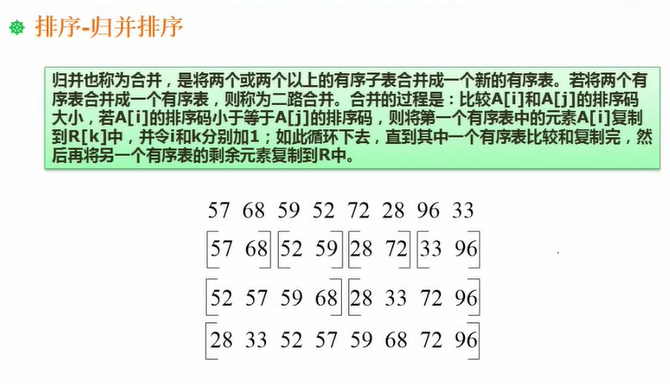 排序-归并排序
归并也称为合并，是将两个或两个以上的有序子表合并成一个新的有序表。若将两个有
序表合并成一个有序表，则称为二路合并。合并的过程是：比较A[i]和A[j]的排序码
大小，若A[i]的排序码小于等于A[j]的排序码，则将第一个有序表中的元素A[i]复制
到R[k]中，并令i和k分别加1；如此循环下去，直到其中一个有序表比较和复制完，然
后再将另一个有序表的剩余元素复制到R中。
57 68 59 52 72 28 96 33
[57 68] [52 59] [28 72] [33 96]
[52 57 59 68] [28 33 72 96]
[28 33 52 57 59 68 72 96]